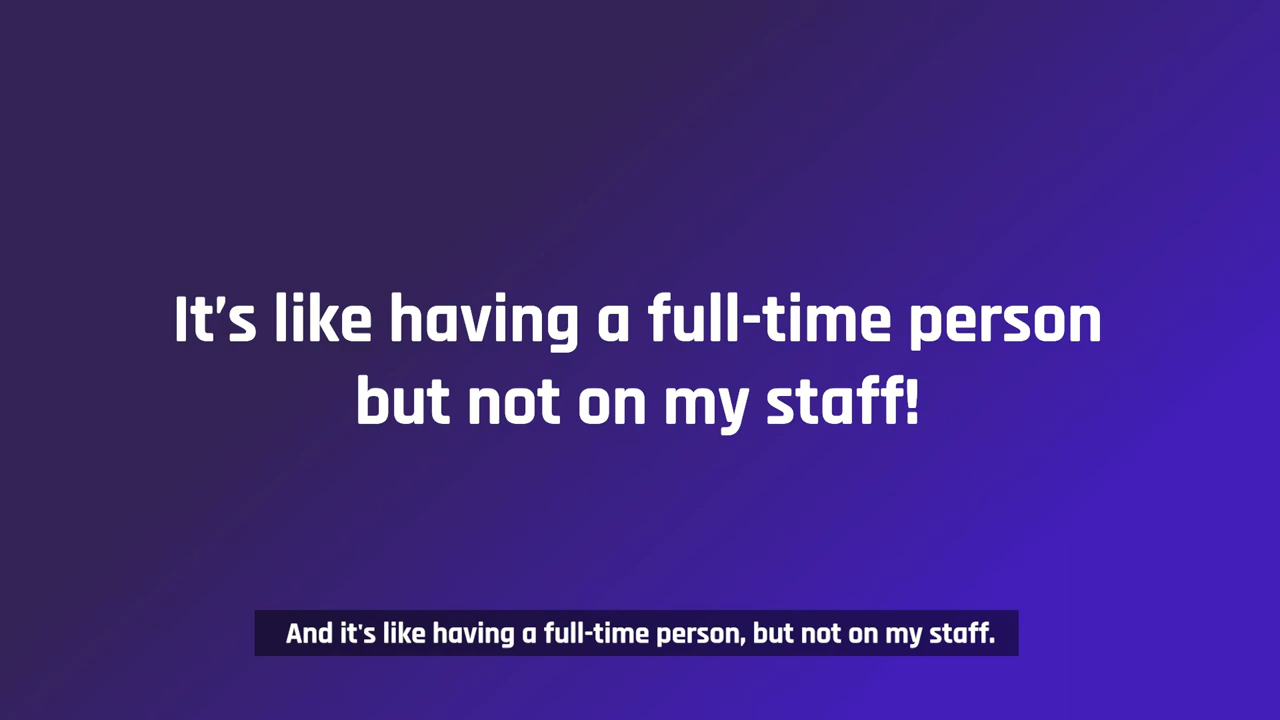 It’s like having a full-time person
but not on my staff!
And it's like having a full-time person, but not on my staff.